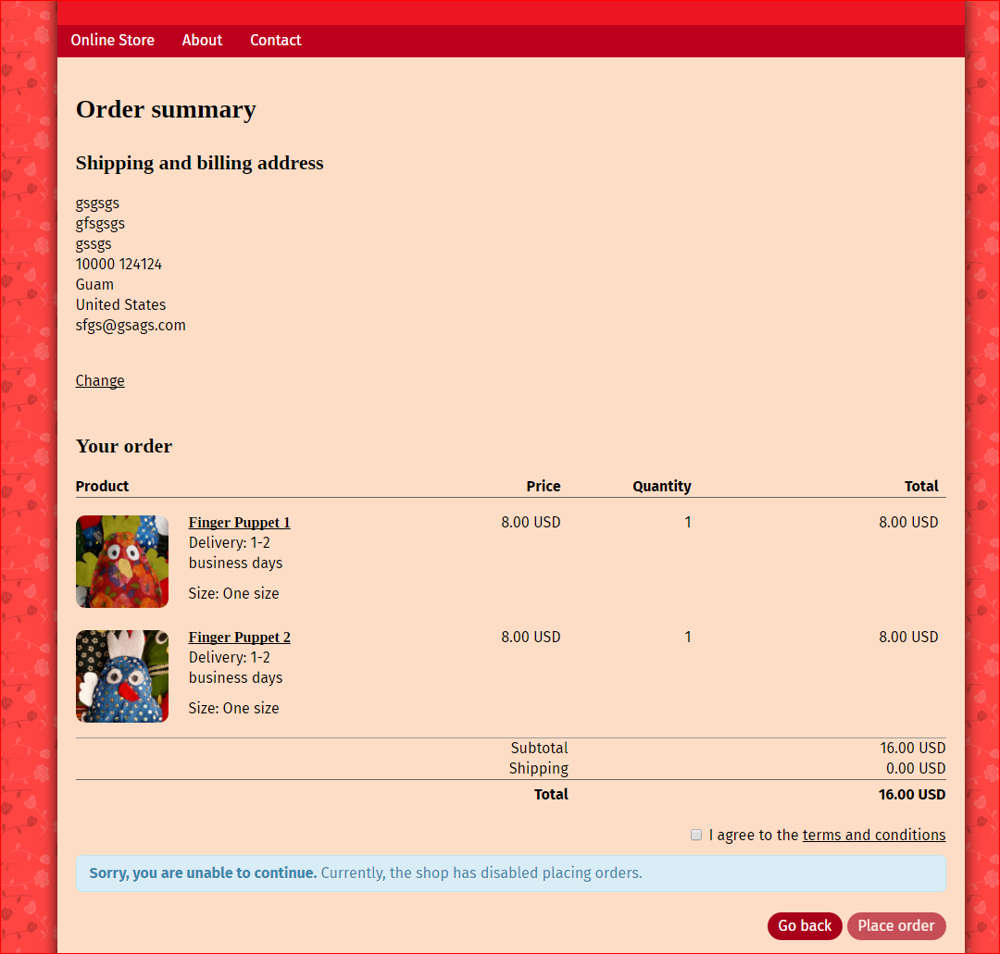 Online Store About Contact
Order summary
Shipping and billing address
gsgsgs
gfsgsgs
gssgs
10000 124124
Guam
United States
sfgs@gsags.com
Change
Your order
Product Price Quantity Total
Finger Puppet 1 8.00 USD 1 8.00 USD
Delivery: 1-2
business days
Size: One size
Finger Puppet 2 8.00 USD 1 8.00 USD
Delivery: 1-2
business days
Size: One size
Subtotal 16.00 USD
Shipping 0.00 USD
Total 16.00 USD
I agree to the terms and conditions
Sorry, you are unable to continue. Currently, the shop has disabled placing orders.
Go back Place order